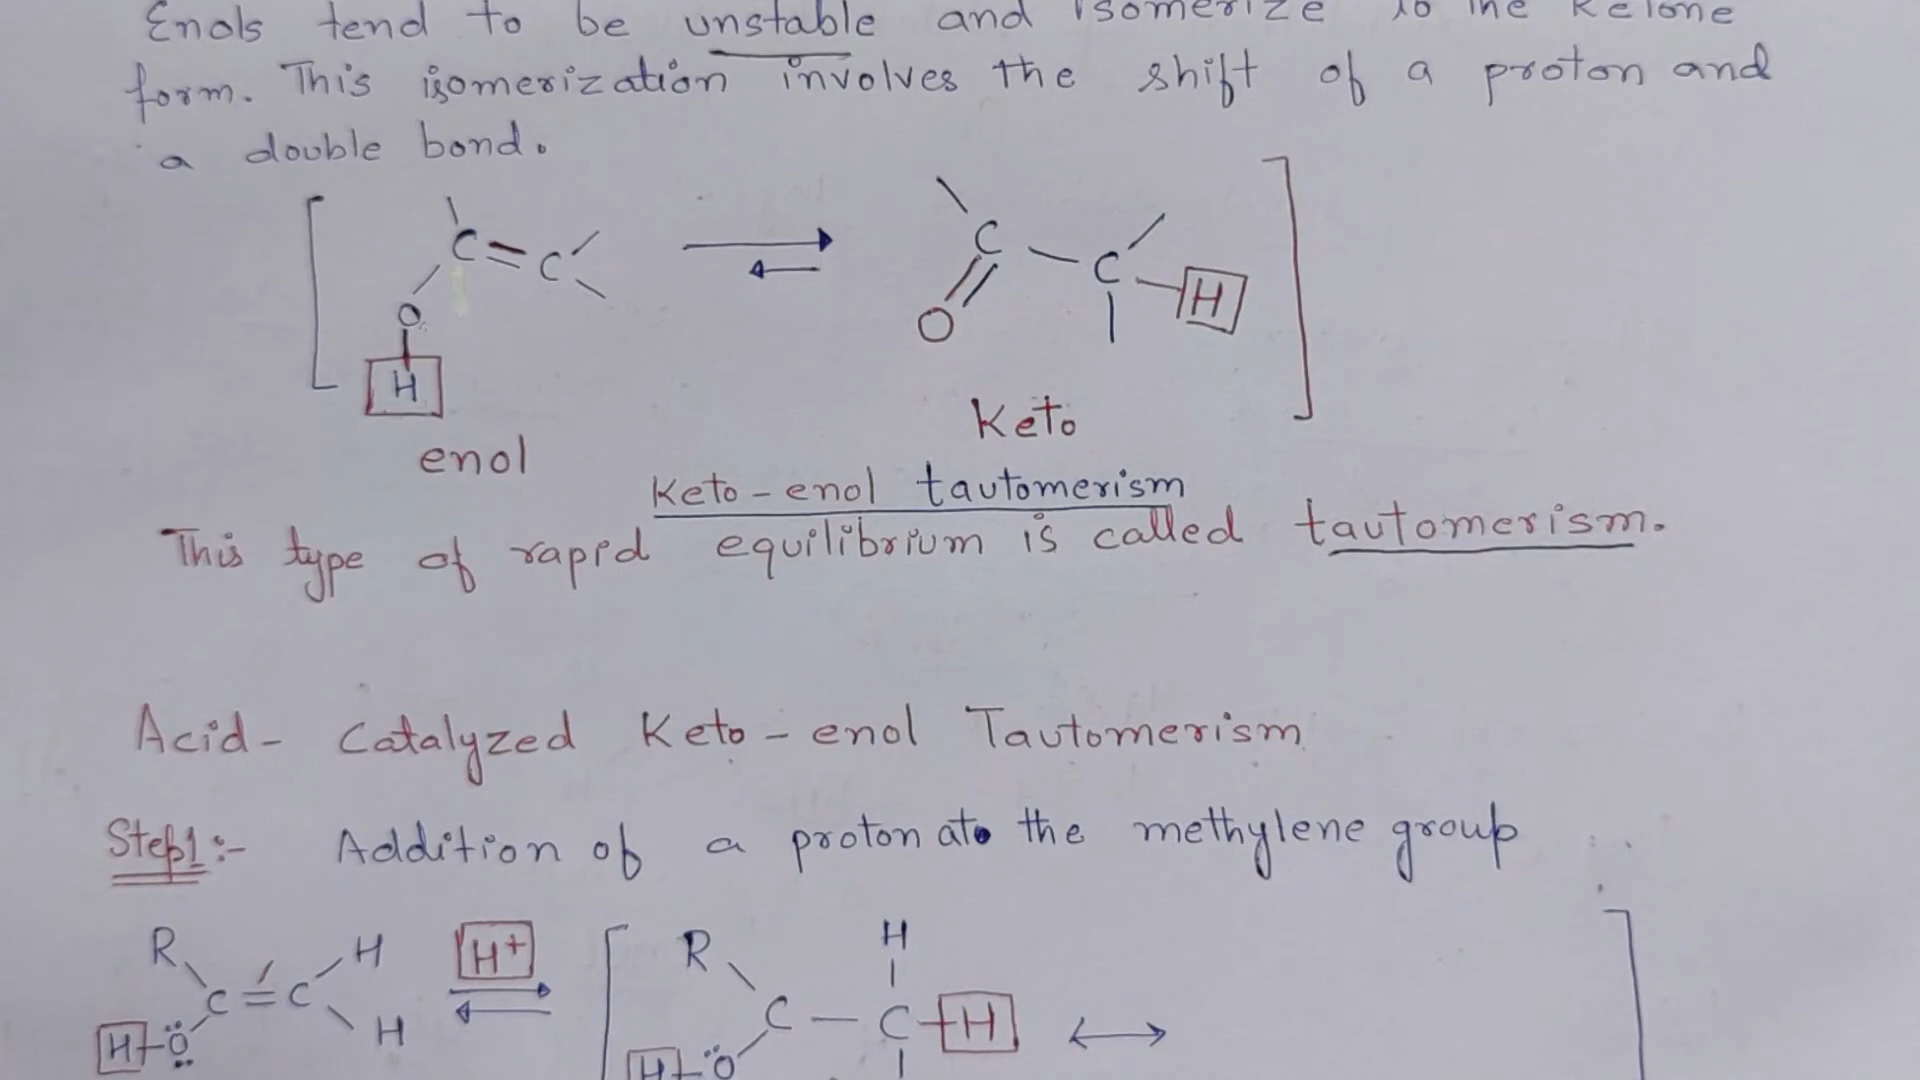 Enols tend to be unstable and isomerize to the Ketone
form. This isomerization involves the shift of a proton and
a double bond.
C=C
C-C-H
O
O
H
Keto
enol
Keto-enol tautomerism
This type of rapid equilibrium is called tautomerism.
Acid-Catalyzed Keto-enol Tautomerism
Step1:- Addition of a proton at the methylene group
R H H+ R H
C=C C-C-H
H-O H H-O